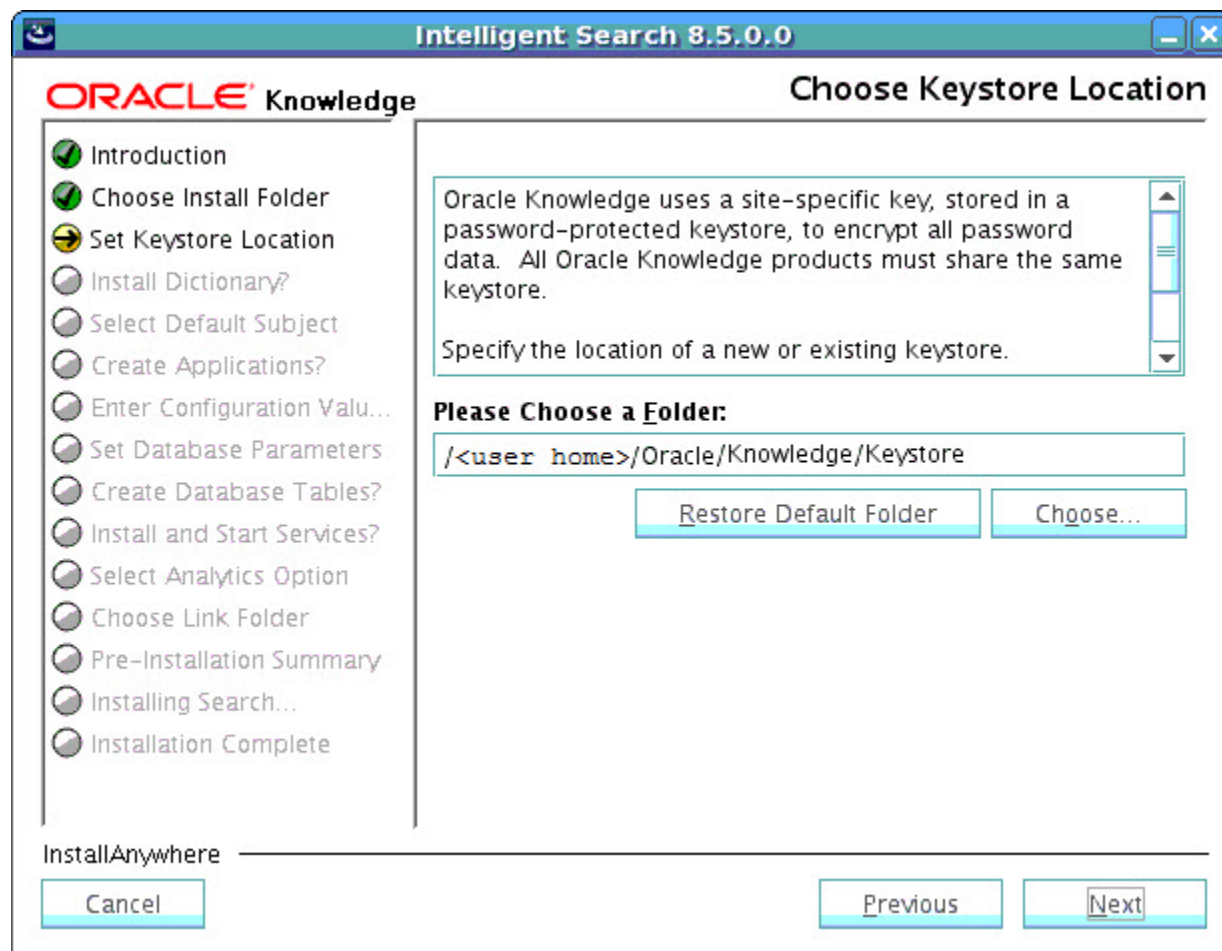 Intelligent Search 8.5.0.0
ORACLE Knowledge
Choose Keystore Location
Introduction
Choose Install Folder
Set Keystore Location
Install Dictionary?
Select Default Subject
Create Applications?
Enter Configuration Valu...
Set Database Parameters
Create Database Tables?
Install and Start Services?
Select Analytics Option
Choose Link Folder
Pre-Installation Summary
Installing Search...
Installation Complete
Oracle Knowledge uses a site-specific key, stored in a
password-protected keystore, to encrypt all password
data.  All Oracle Knowledge products must share the same
keystore.
Specify the location of a new or existing keystore.
Please Choose a Folder:
/<user home>/Oracle/Knowledge/Keystore
Restore Default Folder
Choose...
InstallAnywhere
Cancel
Previous
Next